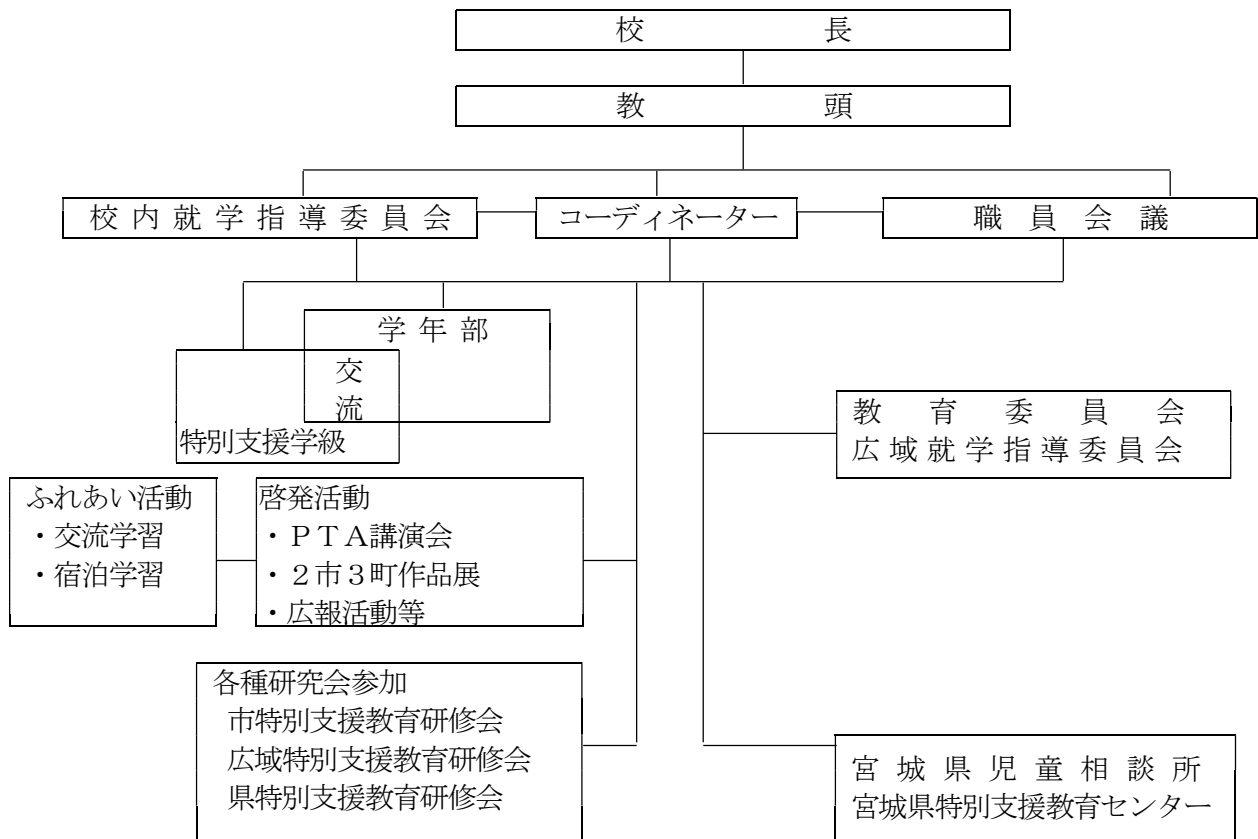 校長
教頭
校内就学指導委員会
コーディネーター
職員会議
学年部
交
流
特別支援学級
教育委員会
広域就学指導委員会
ふれあい活動
・交流学習
・宿泊学習
啓発活動
・ＰＴＡ講演会
・２市３町作品展
・広報活動等
各種研究会参加
市特別支援教育研修会
広域特別支援教育研修会
県特別支援教育研修会
宮城県児童相談所
宮城県特別支援教育センター